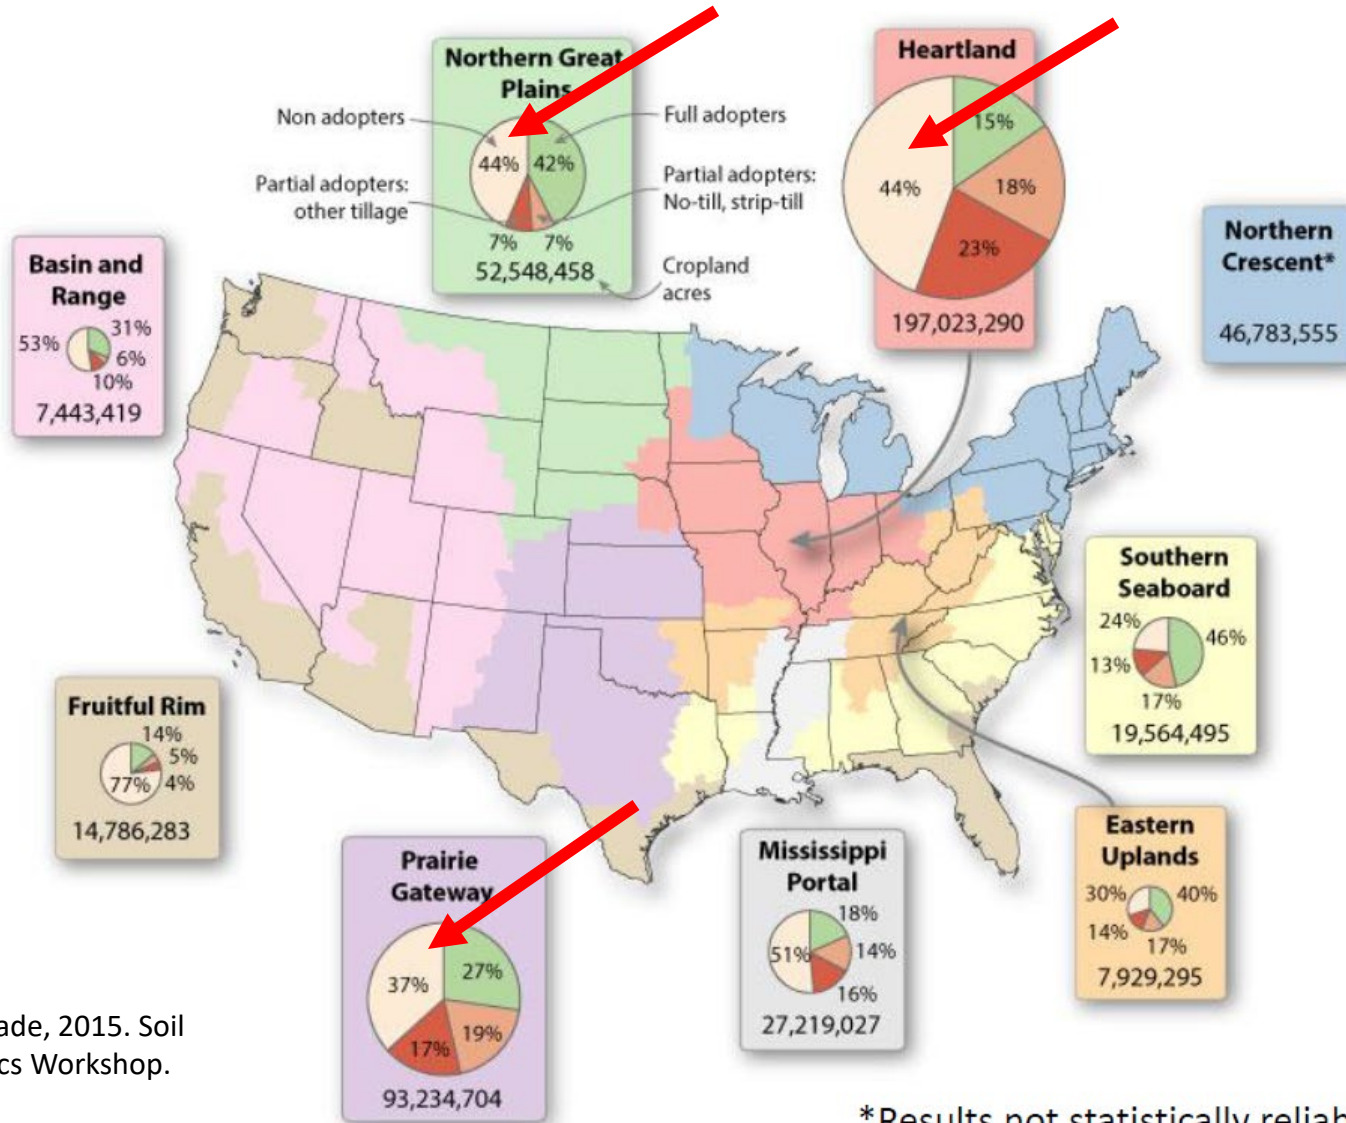 Northern Great
Plains
Non adopters
Full adopters
44%
42%
Partial adopters:
other tillage
Partial adopters:
No-till, strip-till
7%
7%
52,548,458
Cropland
acres
Heartland
15%
18%
44%
23%
197,023,290
Northern
Crescent*
46,783,555
Basin and
Range
31%
53%
6%
10%
7,443,419
Southern
Seaboard
24%
46%
13%
17%
19,564,495
Fruitful Rim
14%
5%
77%
4%
14,786,283
Prairie
Gateway
27%
37%
19%
17%
93,234,704
Mississippi
Portal
18%
51%
14%
16%
27,219,027
Eastern
Uplands
30%
40%
14%
17%
7,929,295
ade, 2015. Soil
cs Workshop.
*Results not statistically reliab